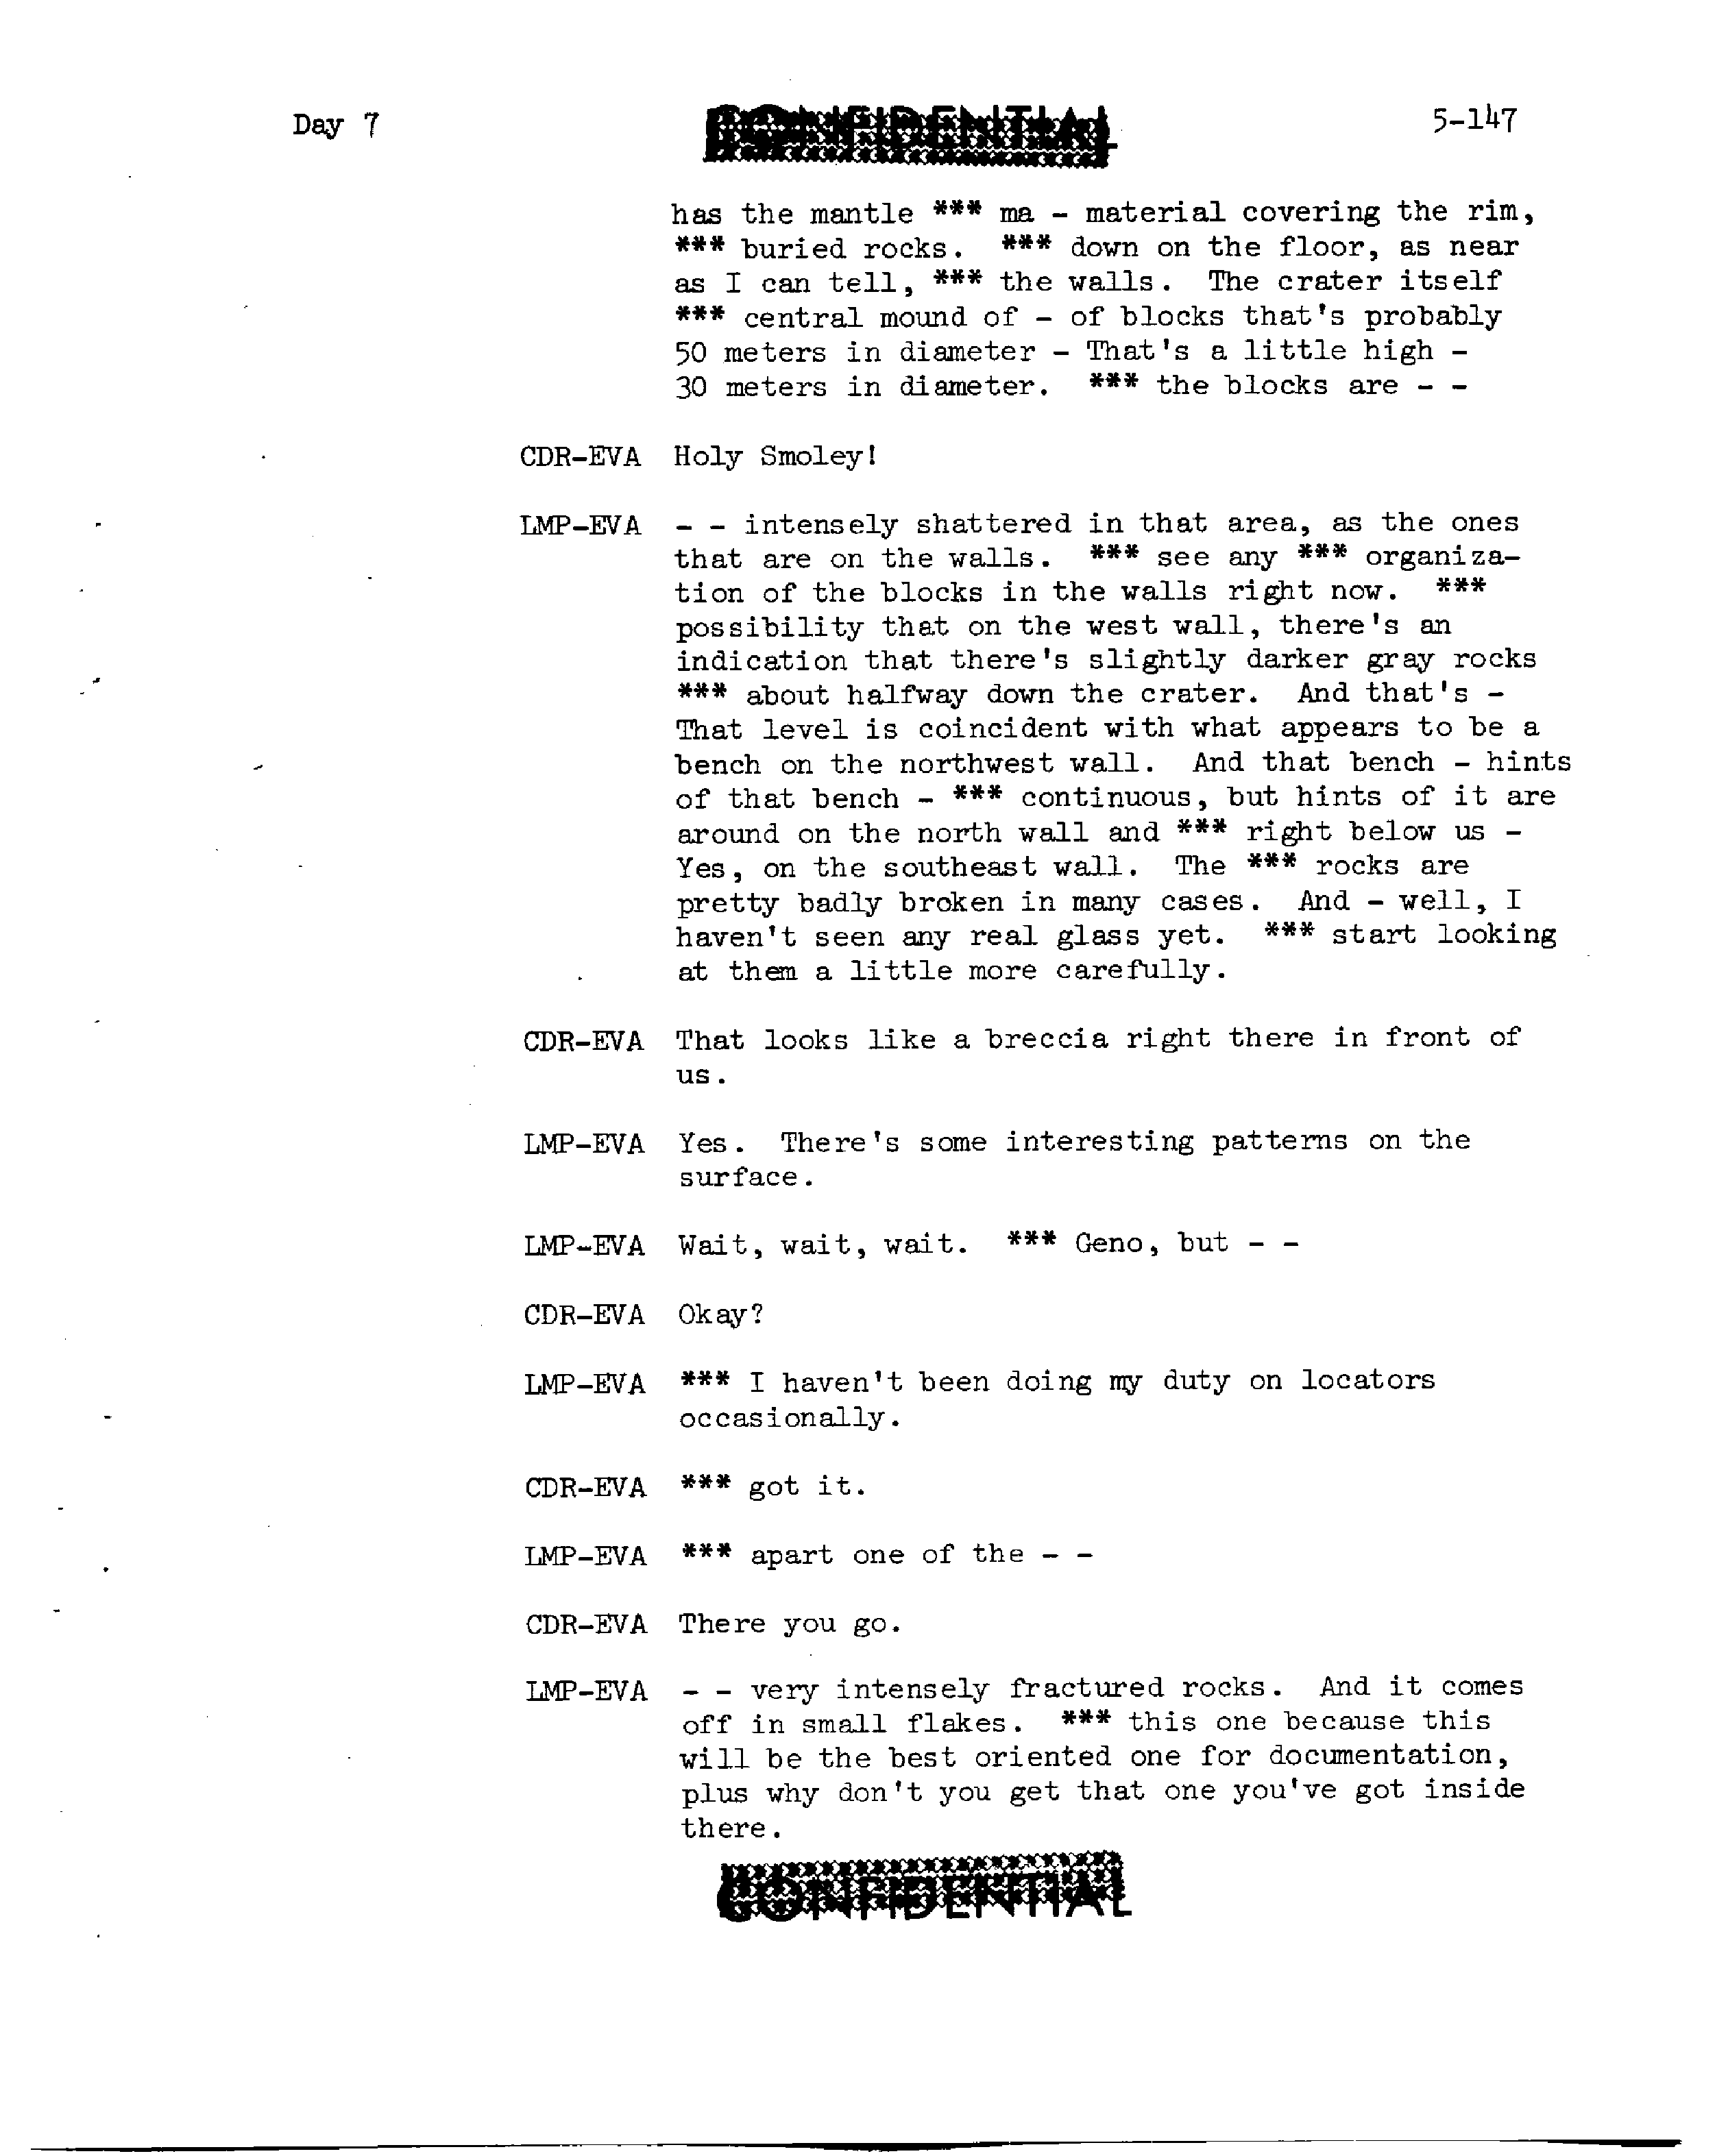 Day 7
CONFIDENTIAL
5-147
has the mantle *** ma - material covering the rim,
*** buried rocks. *** down on the floor, as near
as I can tell, *** the walls. The crater itself
*** central mound of - of blocks that's probably
50 meters in diameter - That's a little high -
30 meters in diameter. *** the blocks are - -
CDR-EVA Holy Smoley!
LMP-EVA - - intensely shattered in that area, as the ones
that are on the walls. *** see any *** organiza-
tion of the blocks in the walls right now. ***
possibility that on the west wall, there's an
indication that there's slightly darker gray rocks
*** about halfway down the crater. And that's -
That level is coincident with what appears to be a
bench on the northwest wall. And that bench - hints
of that bench - *** continuous, but hints of it are
around on the north wall and *** right below us -
Yes, on the southeast wall. The *** rocks are
pretty badly broken in many cases. And - well, I
haven't seen any real glass yet. *** start looking
at them a little more carefully.
CDR-EVA That looks like a breccia right there in front of
us.
LMP-EVA Yes. There's some interesting patterns on the
surface.
LMP-EVA Wait, wait, wait. *** Geno, but - -
CDR-EVA Okay?
LMP-EVA *** I haven't been doing my duty on locators
occasionally.
CDR-EVA *** got it.
LMP-EVA *** apart one of the - -
CDR-EVA There you go.
LMP-EVA - - very intensely fractured rocks. And it comes
off in small flakes. *** this one because this
will be the best oriented one for documentation,
plus why don't you get that one you've got inside
there.
CONFIDENTIAL